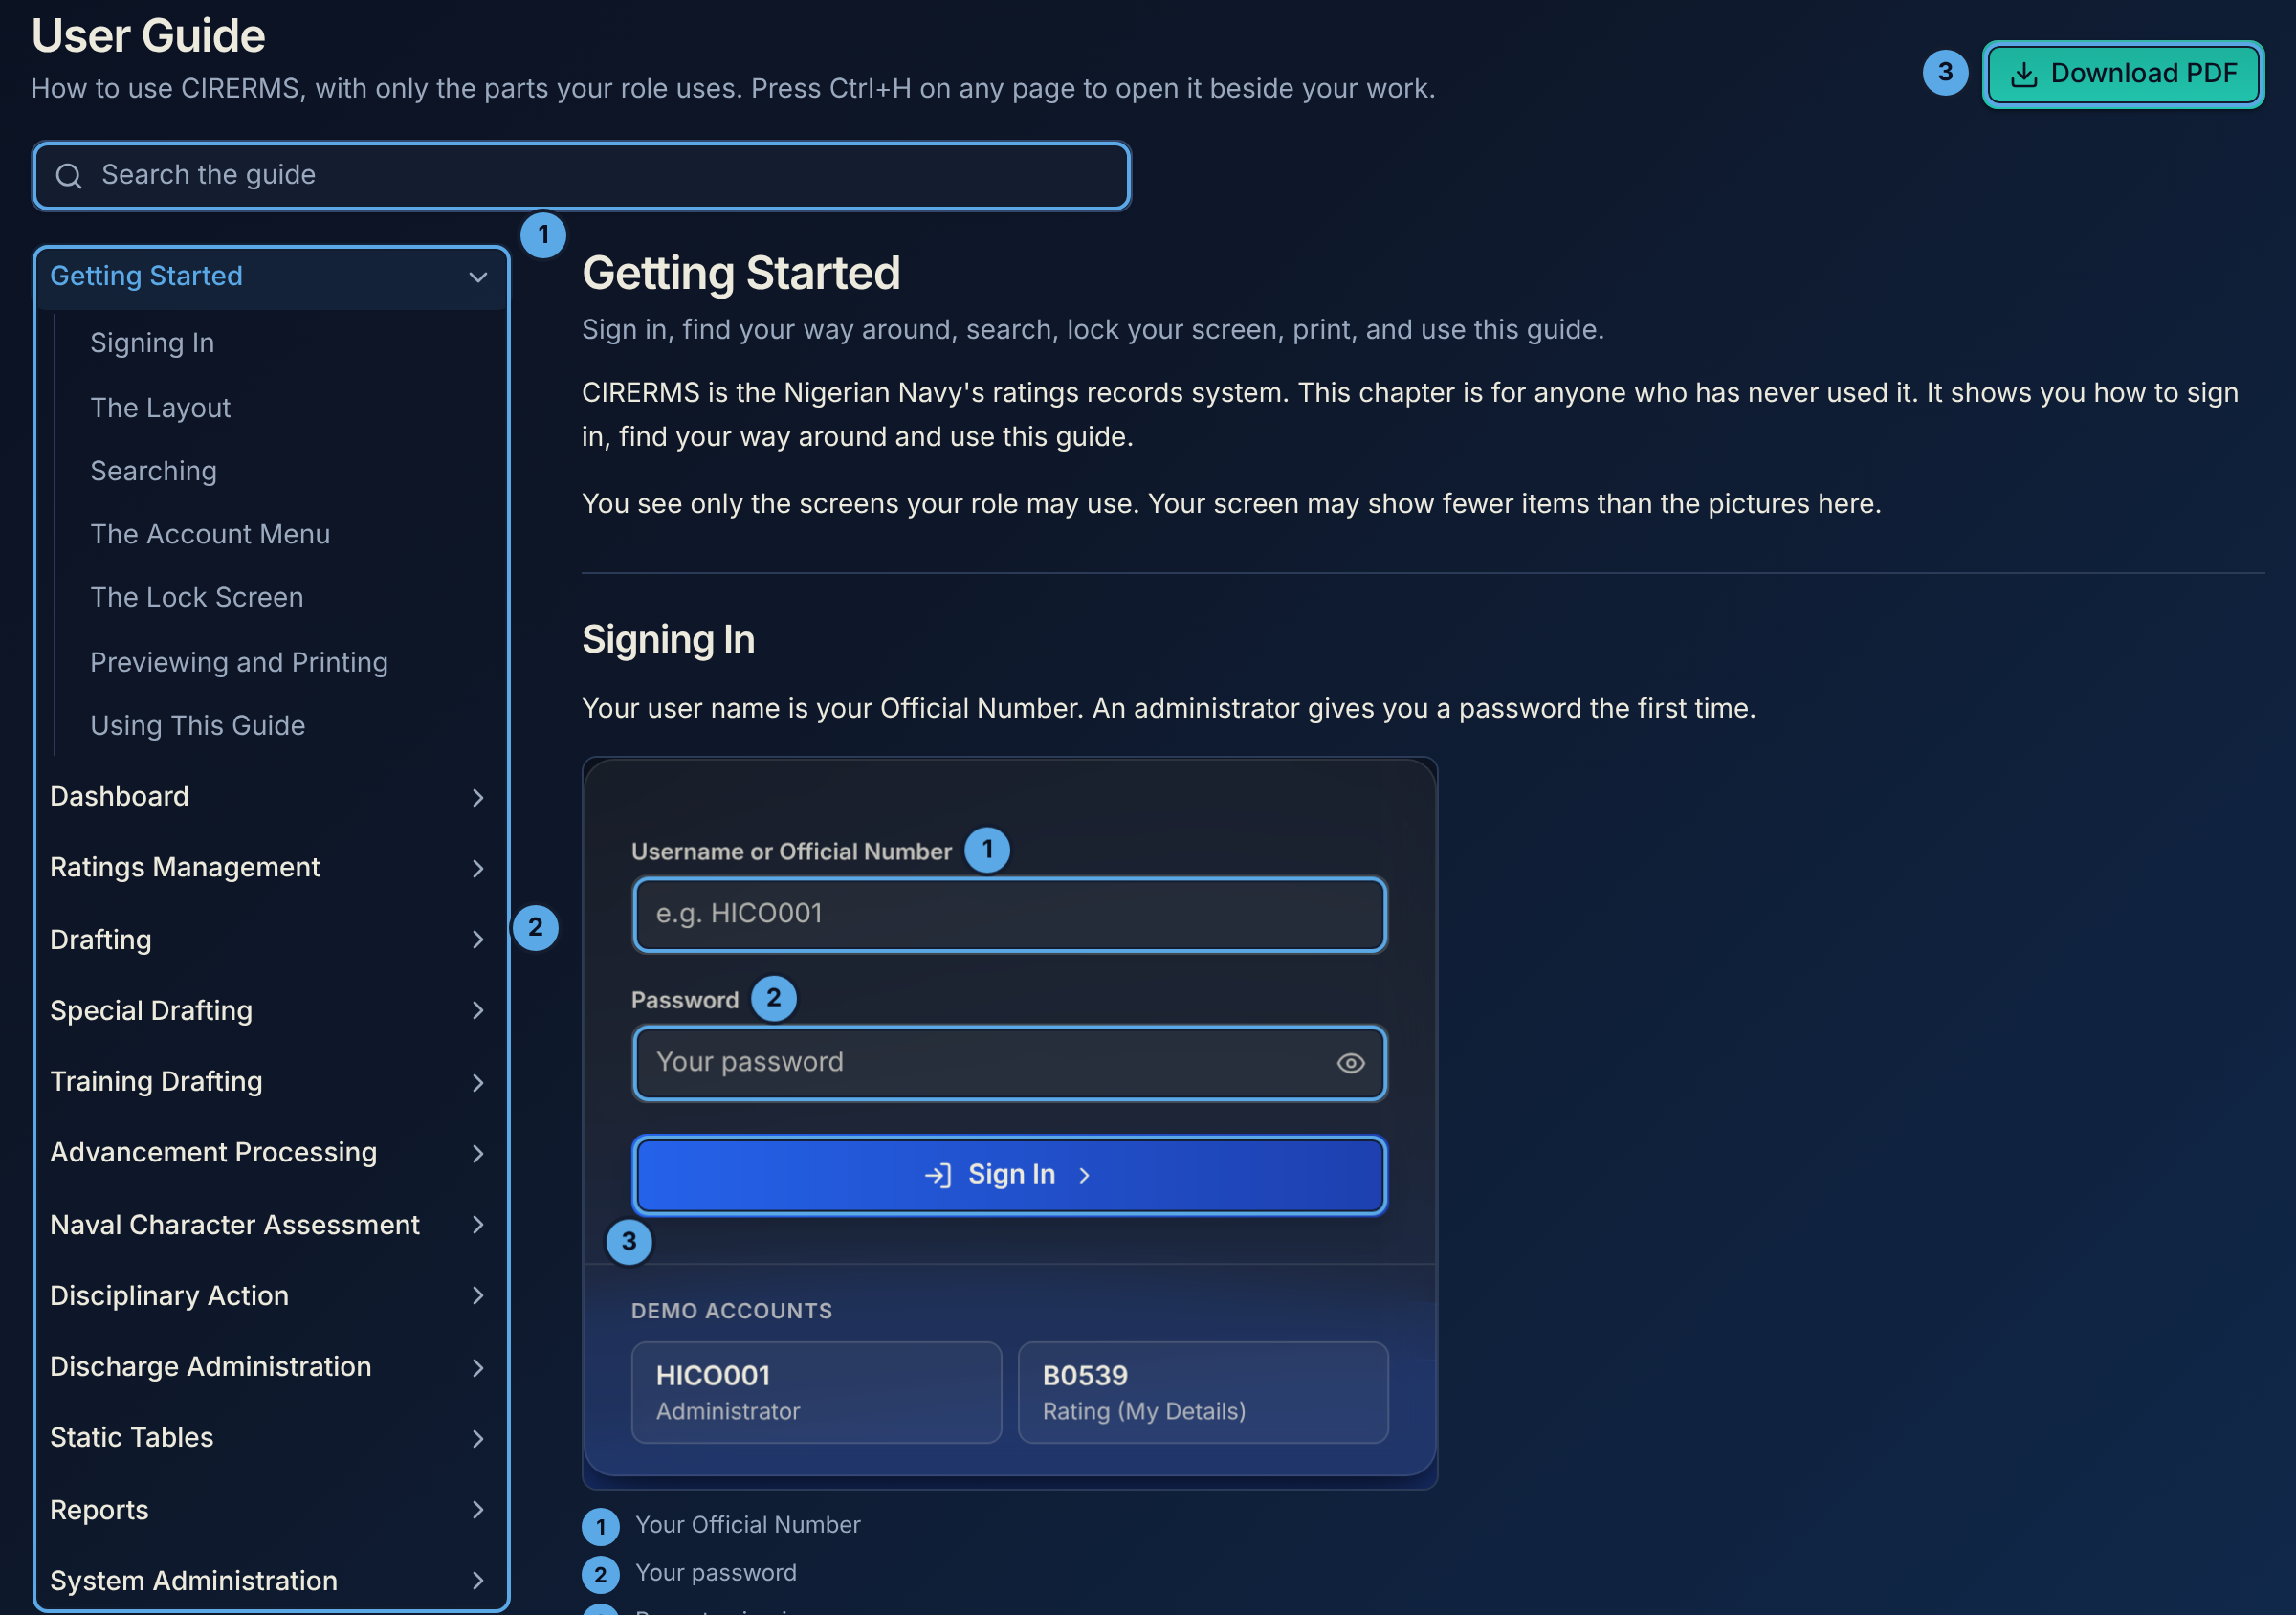 User Guide
How to use CIRERMS, with only the parts your role uses. Press Ctrl+H on any page to open it beside your work.
3
Download PDF
Search the guide
1
Getting Started
Signing In
The Layout
Searching
The Account Menu
The Lock Screen
Previewing and Printing
Using This Guide
Dashboard
Ratings Management
Drafting
Special Drafting
Training Drafting
Advancement Processing
Naval Character Assessment
Disciplinary Action
Discharge Administration
Static Tables
Reports
System Administration
2
Getting Started
Sign in, find your way around, search, lock your screen, print, and use this guide.
CIRERMS is the Nigerian Navy's ratings records system. This chapter is for anyone who has never used it. It shows you how to sign
in, find your way around and use this guide.
You see only the screens your role may use. Your screen may show fewer items than the pictures here.
Signing In
Your user name is your Official Number. An administrator gives you a password the first time.
Username or Official Number 1
e.g. HICO001
Password 2
Your password
Sign In
3
DEMO ACCOUNTS
HICO001
Administrator
B0539
Rating (My Details)
1 Your Official Number
2 Your password